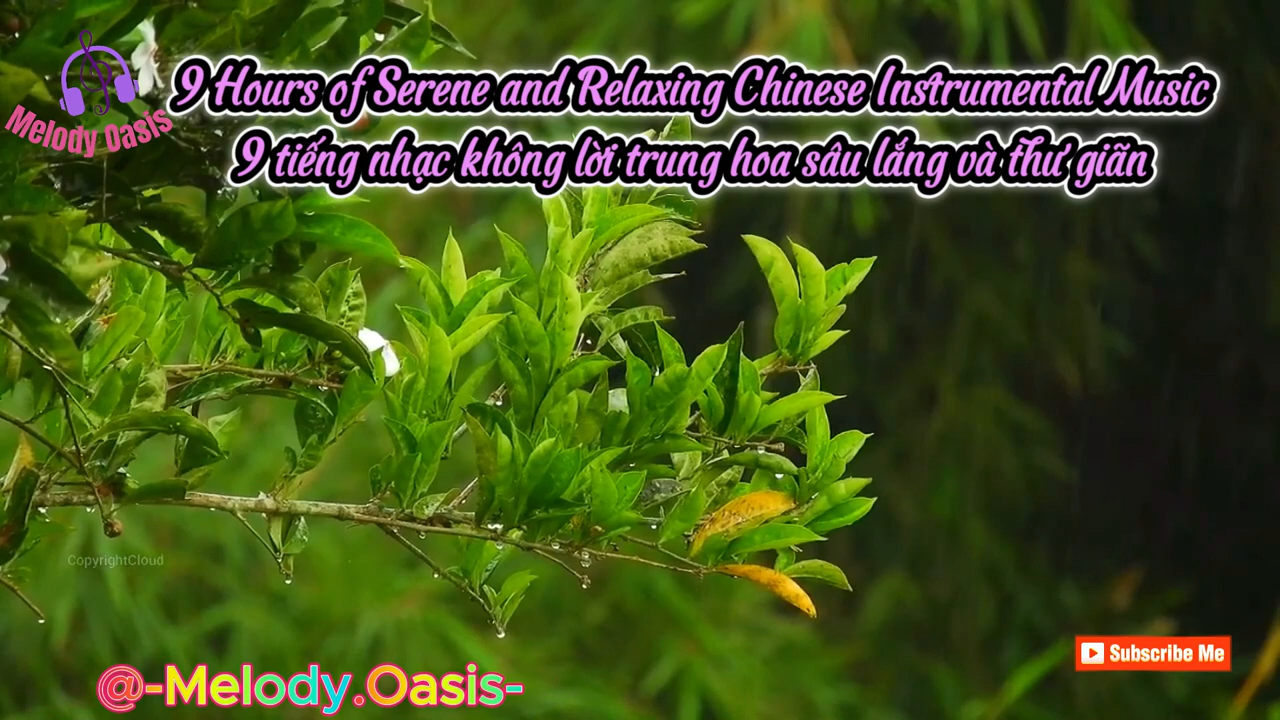 Melody Oasis
9 Hours of Serene and Relaxing Chinese Instrumental Music
9 tiếng nhạc không lời trung hoa sâu lắng và thư giãn
CopyrightCloud
@-Melody.Oasis-
Subscribe Me